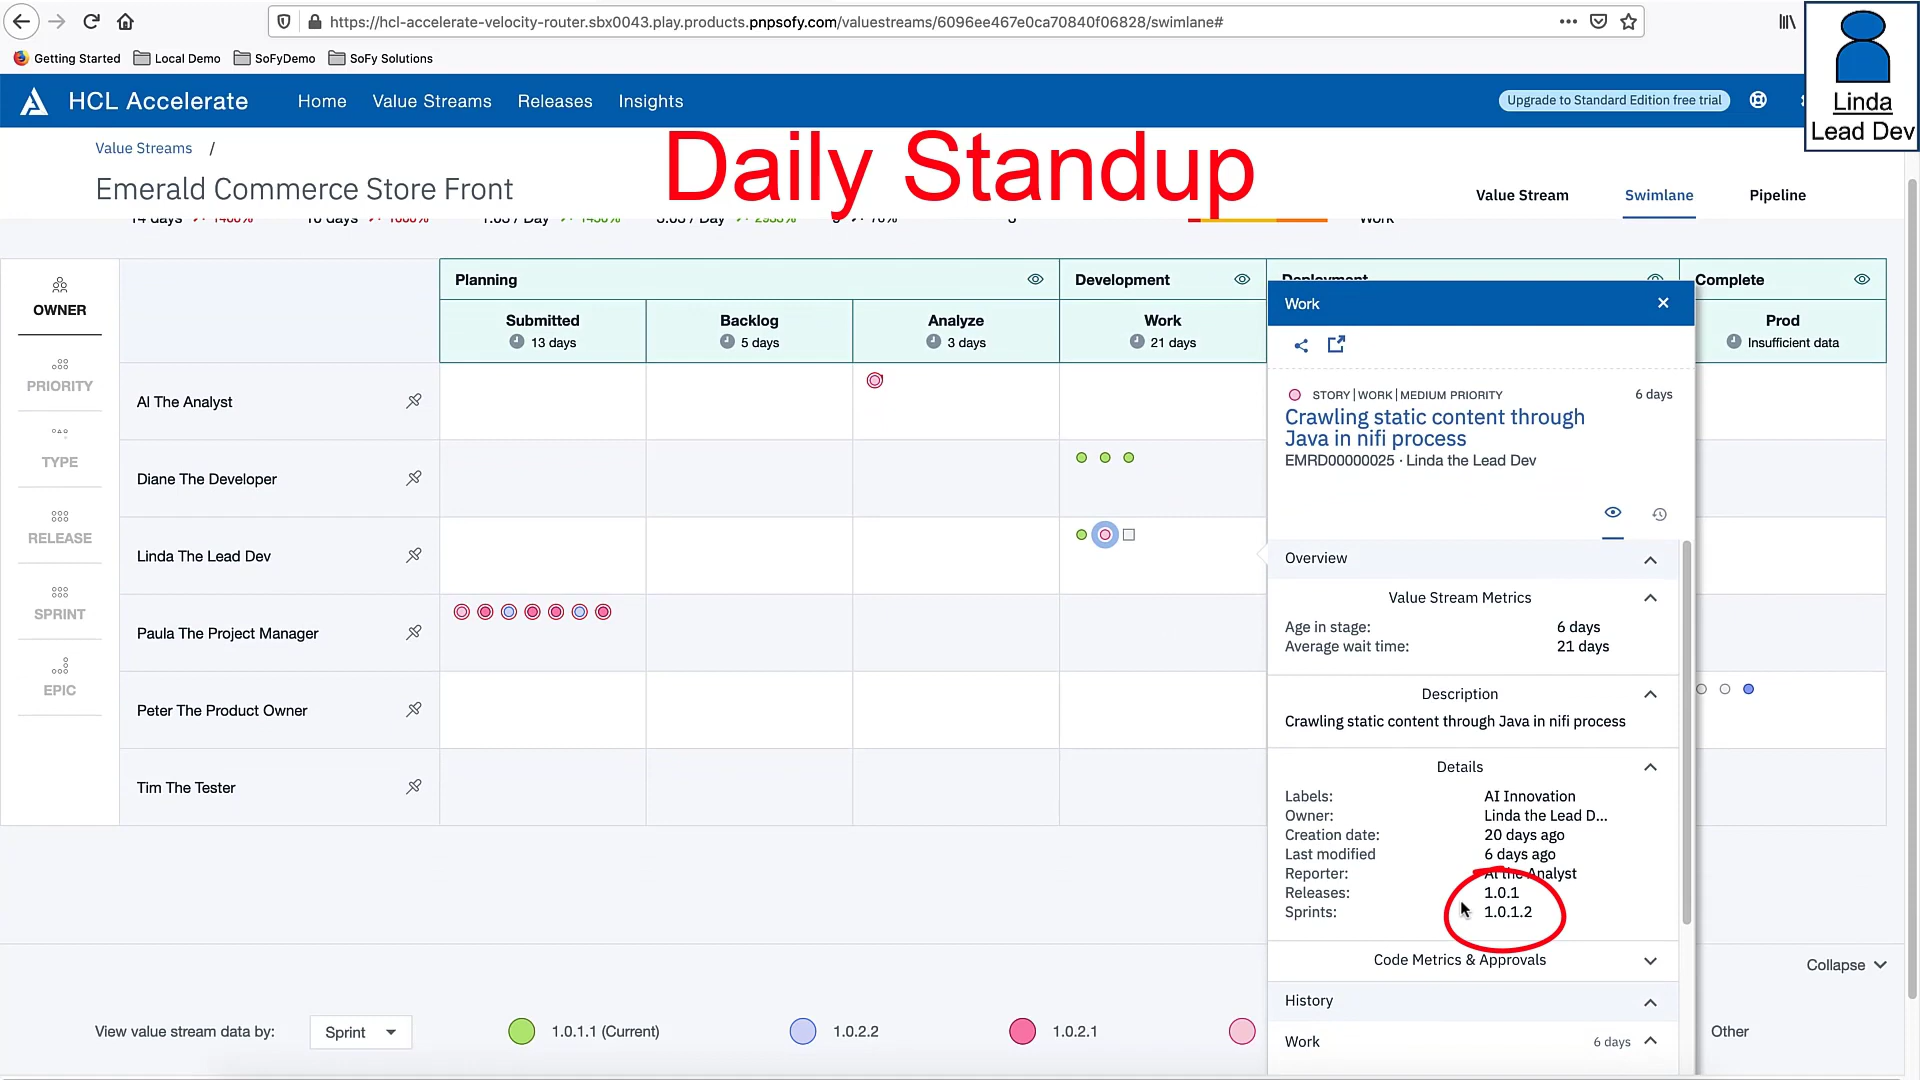 https://hcl-accelerate-velocity-router.sbx0043.play.products.pnpsofy.com/valuestreams/6096ee467e0ca70840f06828/swimlane#
Getting Started
Local Demo
SoFyDemo
SoFy Solutions
HCL Accelerate
Home
Value Streams
Releases
Insights
Upgrade to Standard Edition free trial
Linda
Lead Dev
Value Streams /
Daily Standup
Emerald Commerce Store Front
Value Stream
Swimlane
Pipeline
14 days
10 days
Work
OWNER
PRIORITY
TYPE
RELEASE
SPRINT
EPIC
Planning
Development
Deployment
Complete
Submitted
13 days
Backlog
5 days
Analyze
3 days
Work
21 days
Prod
Insufficient data
Al The Analyst
Diane The Developer
Linda The Lead Dev
Paula The Project Manager
Peter The Product Owner
Tim The Tester
Work
STORY|WORK|MEDIUM PRIORITY
6 days
Crawling static content through
Java in nifi process
EMRD00000025 · Linda the Lead Dev
Overview
Value Stream Metrics
Age in stage: 6 days
Average wait time: 21 days
Description
Crawling static content through Java in nifi process
Details
Labels: AI Innovation
Owner: Linda the Lead D...
Creation date: 20 days ago
Last modified 6 days ago
Reporter: Al the Analyst
Releases: 1.0.1
Sprints: 1.0.1.2
Code Metrics & Approvals
History
Work 6 days
Collapse
View value stream data by:
Sprint
1.0.1.1 (Current)
1.0.2.2
1.0.2.1
Other